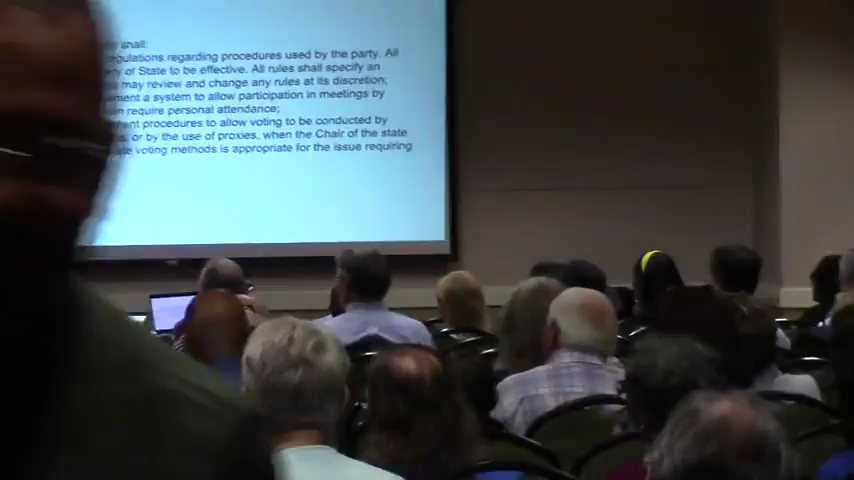 shall:
regulations regarding procedures used by the party. All
of State to be effective. All rules shall specify an
may review and change any rules at its discretion;
a system to allow participation in meetings by
require personal attendance;
procedures to allow voting to be conducted by
or by the use of proxies, when the Chair of the state
voting methods is appropriate for the issue requiring